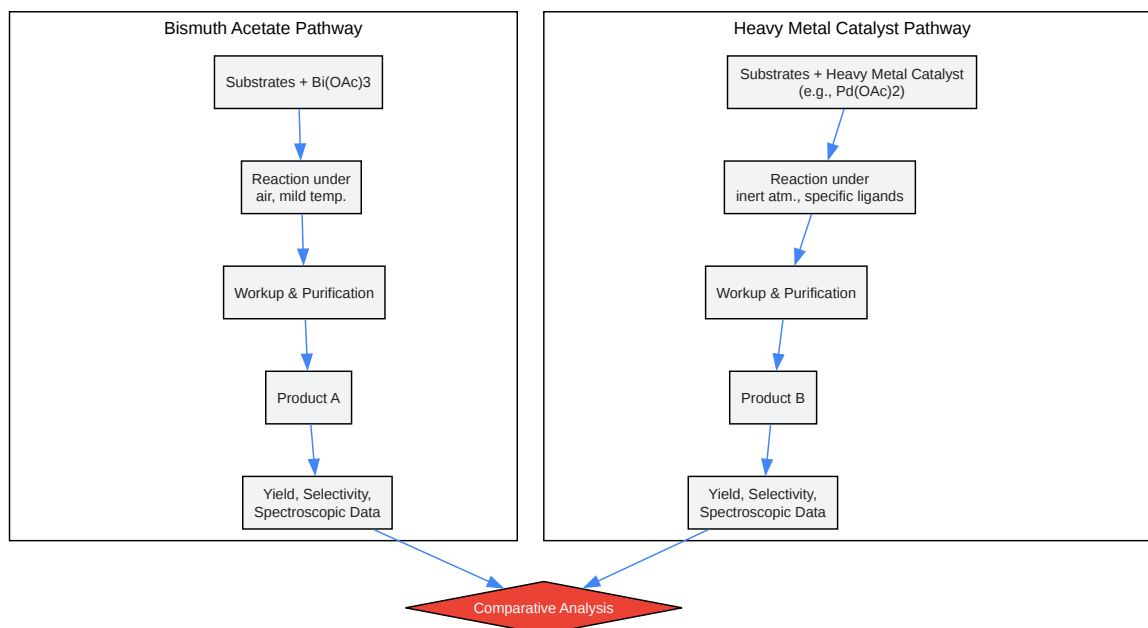 Bismuth Acetate Pathway
Substrates + Bi(OAc)3
Reaction under
air, mild temp.
Workup & Purification
Product A
Yield, Selectivity,
Spectroscopic Data
Heavy Metal Catalyst Pathway
Substrates + Heavy Metal Catalyst
(e.g., Pd(OAc)2)
Reaction under
inert atm., specific ligands
Workup & Purification
Product B
Yield, Selectivity,
Spectroscopic Data
Comparative Analysis